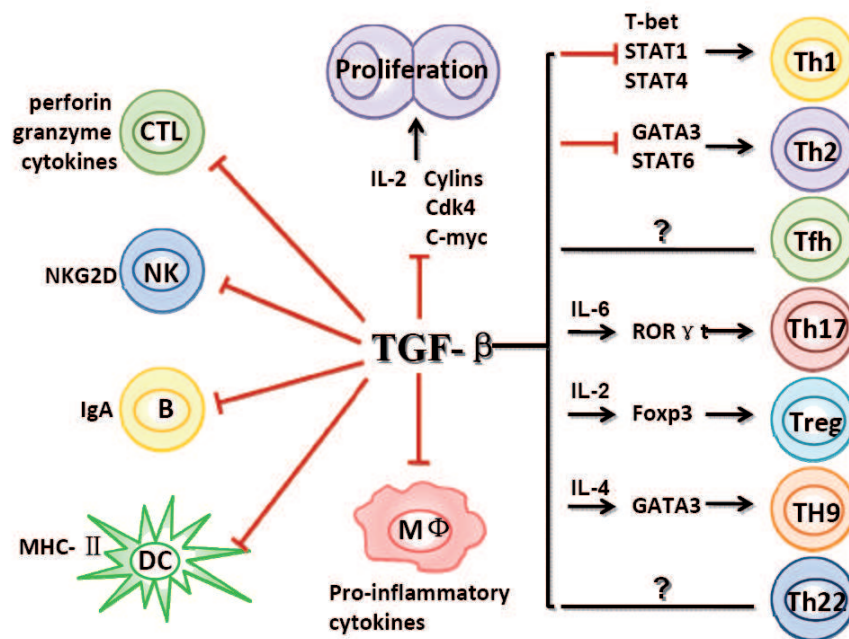 perforin
granzyme
cytokines
CTL
NKG2D
NK
IgA
B
MHC- Ⅱ
DC
Proliferation
IL-2 Cylins
Cdk4
C-myc
TGF- β
M Φ
Pro-inflammatory
cytokines
T-bet
STAT1
STAT4
Th1
GATA3
STAT6
Th2
?
Tfh
IL-6
ROR γ t
Th17
IL-2
Foxp3
Treg
IL-4
GATA3
TH9
?
Th22